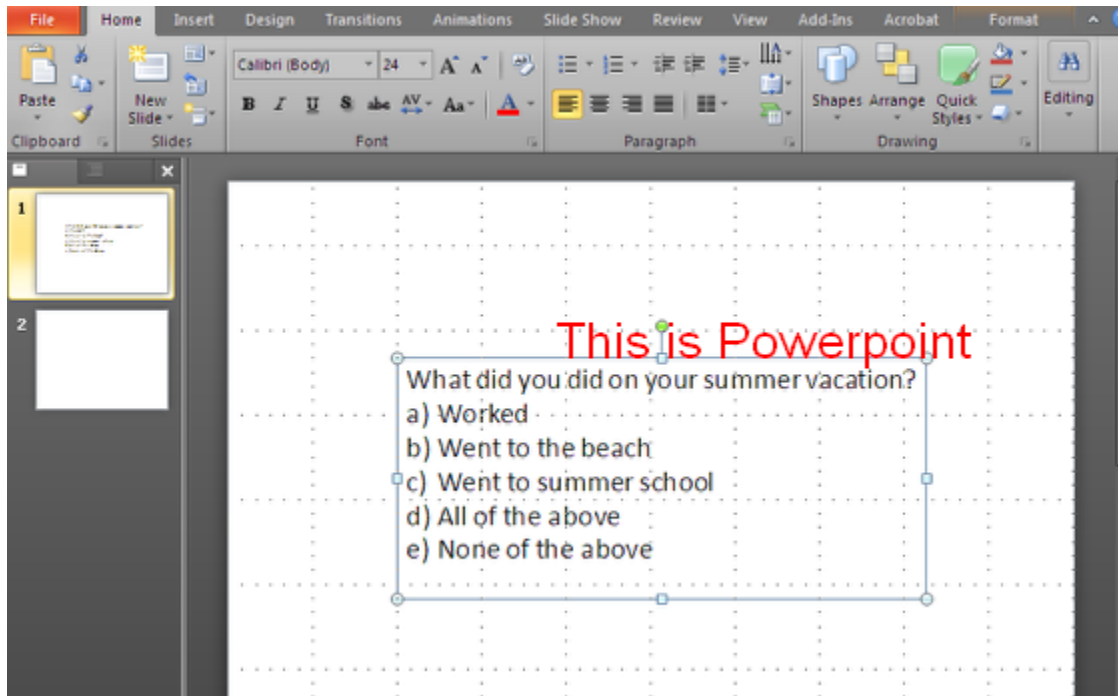 File Home Insert Design Transitions Animations Slide Show Review View Add-Ins Acrobat Format
Calibri (Body) 24 A A
Paste New Slide B I U S abc AV Aa A Shapes Arrange Quick Styles Editing
Clipboard Slides Font Paragraph Drawing
1
2
This is Powerpoint
What did you did on your summer vacation?
a) Worked
b) Went to the beach
c) Went to summer school
d) All of the above
e) None of the above